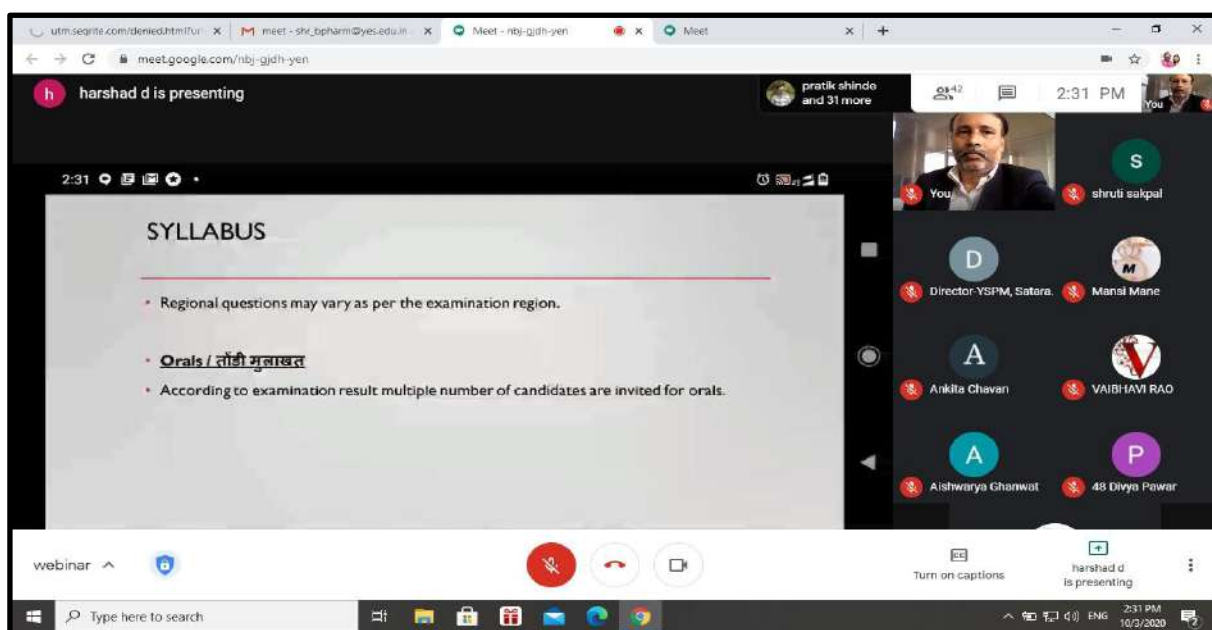 utm.seqrite.com/denied.html?ur
meet - shr_bpharm@yes.edu.in
Meet - nbj-gjdh-yen
Meet
meet.google.com/nbj-gjdh-yen
h harshad d is presenting
pratik shinde
and 31 more
42
2:31 PM
You
2:31
SYLLABUS
• Regional questions may vary as per the examination region.
• Orals / तोंडी मुलाखत
• According to examination result multiple number of candidates are invited for orals.
You
S
shruti sakpal
D
Director-YSPM, Satara.
M
Mansi Mane
A
Ankita Chavan
V
VAIBHAVI RAO
A
Aishwarya Ghanwat
P
48 Divya Pawar
webinar
CC
Turn on captions
harshad d
is presenting
Type here to search
ENG
2:31 PM
10/3/2020
2